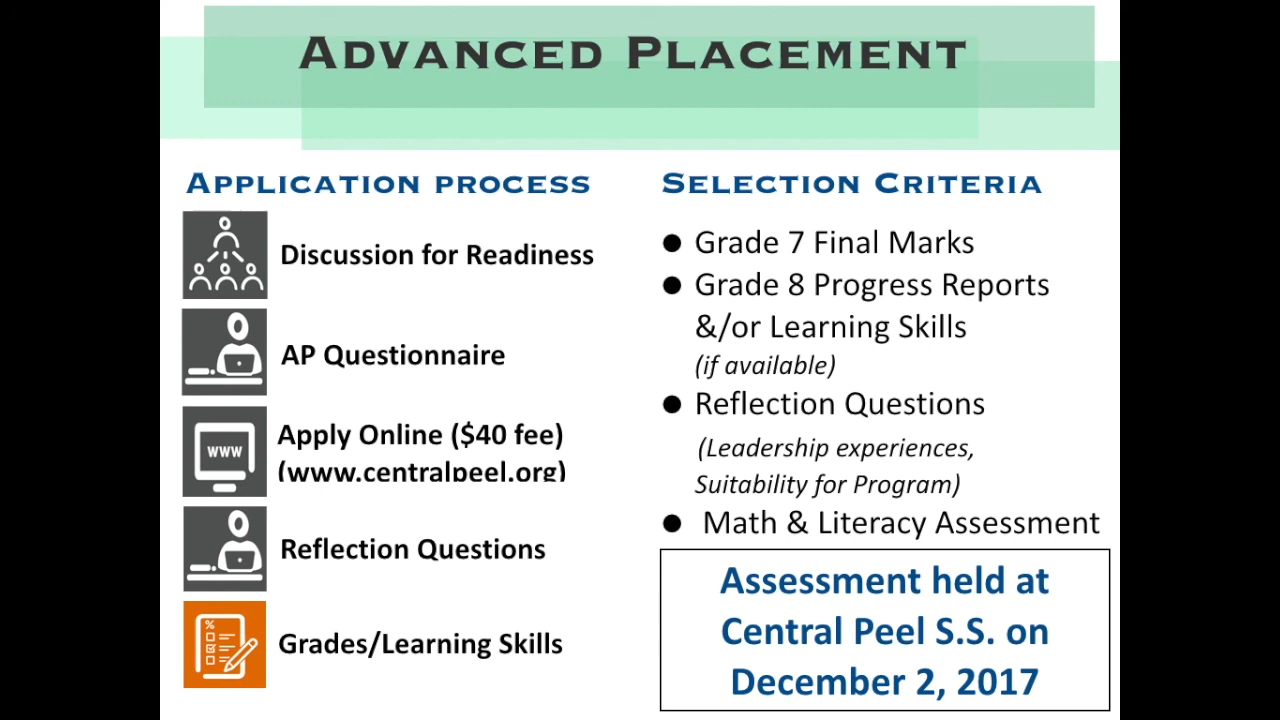 ADVANCED PLACEMENT
APPLICATION PROCESS
Discussion for Readiness
AP Questionnaire
www
Apply Online ($40 fee)
(www.centralpeel.org)
Reflection Questions
%
Grades/Learning Skills
SELECTION CRITERIA
● Grade 7 Final Marks
● Grade 8 Progress Reports
&/or Learning Skills
(if available)
● Reflection Questions
(Leadership experiences,
Suitability for Program)
● Math & Literacy Assessment
Assessment held at
Central Peel S.S. on
December 2, 2017